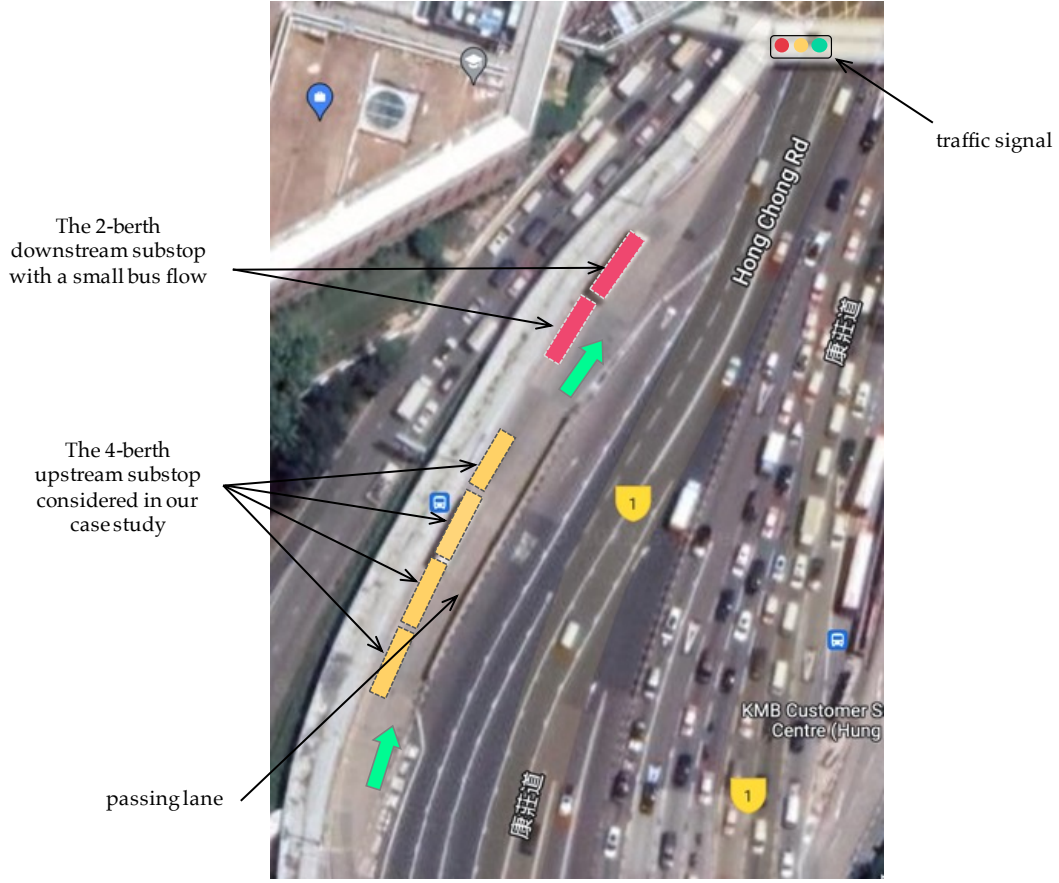 traffic signal
Hong Chong Rd
The 2-berth
downstream substop
with a small bus flow
康莊道
The 4-berth
upstream substop
considered in our
case study
1
KMB Customer S
Centre (Hung
passing lane
康莊道
1